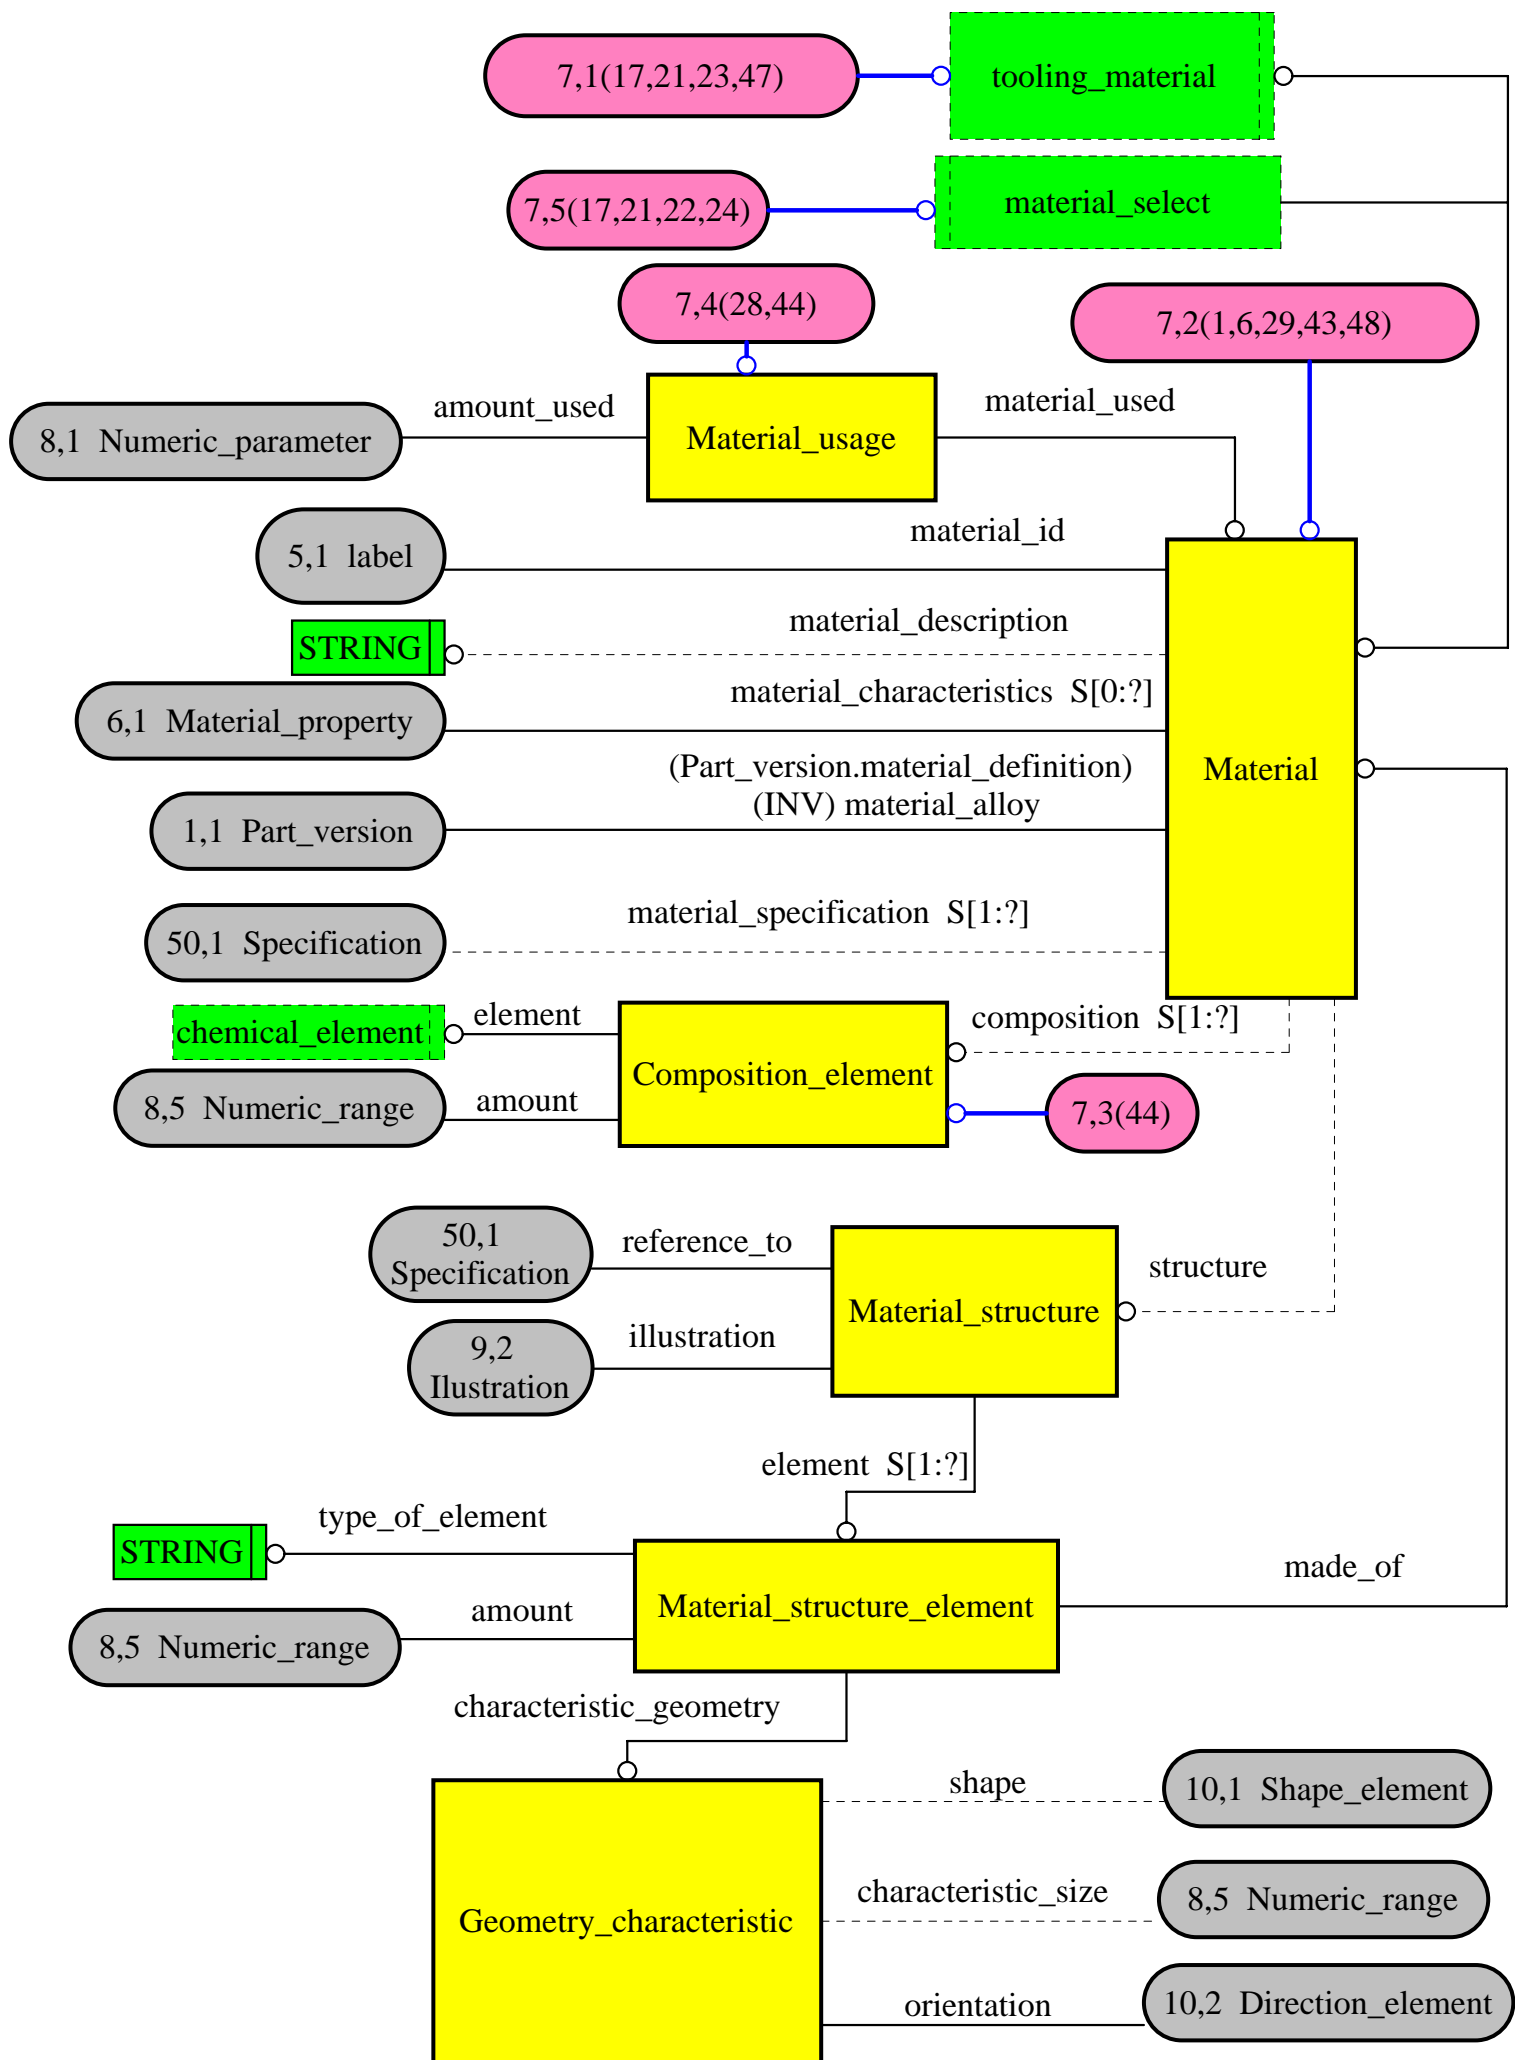 7,1(17,21,23,47)
tooling_material
7,5(17,21,22,24)
material_select
7,4(28,44)
7,2(1,6,29,43,48)
amount_used
material_used
8,1 Numeric_parameter
Material_usage
material_id
5,1 label
material_description
STRING
material_characteristics S[0:?]
6,1 Material_property
(Part_version.material_definition)
(INV) material_alloy
Material
1,1 Part_version
material_specification S[1:?]
50,1 Specification
chemical_element
element
composition S[1:?]
Composition_element
8,5 Numeric_range
amount
7,3(44)
50,1
Specification
reference_to
structure
Material_structure
9,2
Ilustration
illustration
element S[1:?]
type_of_element
STRING
made_of
Material_structure_element
amount
8,5 Numeric_range
characteristic_geometry
shape
10,1 Shape_element
characteristic_size
8,5 Numeric_range
Geometry_characteristic
orientation
10,2 Direction_element